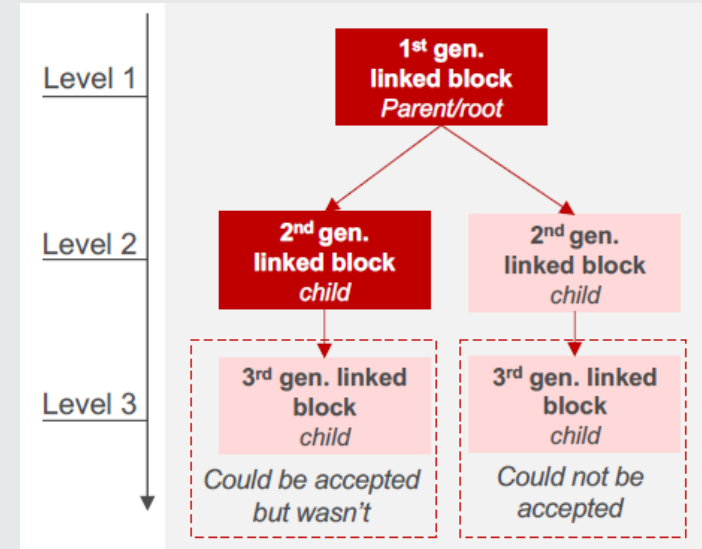 Level 1
1st gen.
linked block
Parent/root
Level 2
2nd gen.
linked block
child
2nd gen.
linked block
child
Level 3
3rd gen. linked
block
child
Could be accepted
but wasn't
3rd gen. linked
block
child
Could not be
accepted